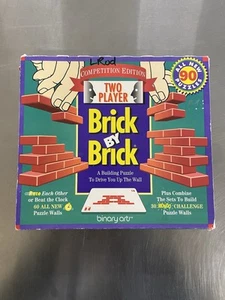 COMPETITION EDITION
TWO
PLAYER
ALL NEW
90
PUZZLES
Brick
BY
Brick
A Building Puzzle
To Drive You Up The Wall
Race Each Other
or Beat the Clock
60 ALL NEW
Puzzle Walls
Plus Combine
The Sets To Build
30 CHALLENGE
Puzzle Walls
binary arts